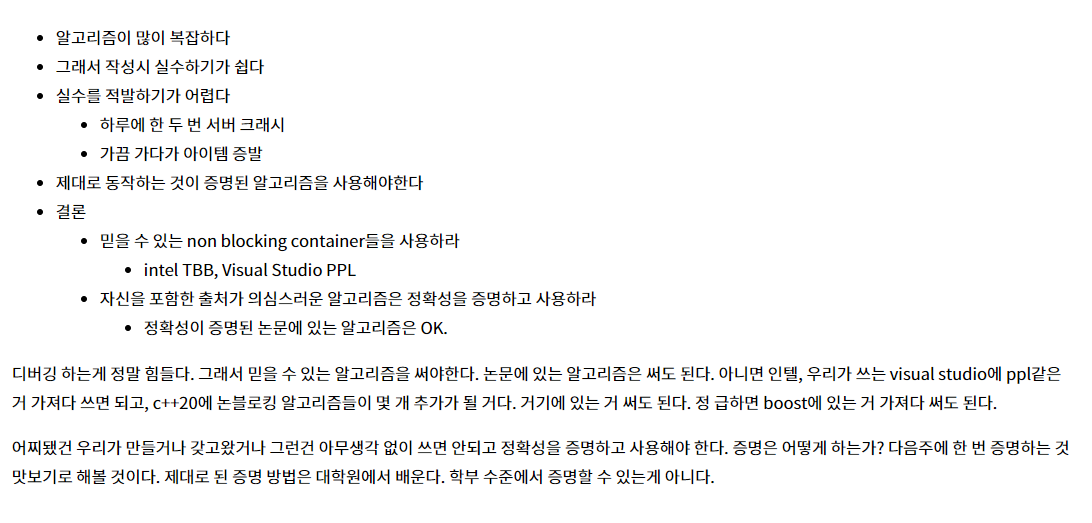 알고리즘이 많이 복잡하다
그래서 작성시 실수하기가 쉽다
실수를 적발하기가 어렵다
하루에 한 두 번 서버 크래시
가끔 가다가 아이템 증발
제대로 동작하는 것이 증명된 알고리즘을 사용해야한다
결론
믿을 수 있는 non blocking container들을 사용하라
intel TBB, Visual Studio PPL
자신을 포함한 출처가 의심스러운 알고리즘은 정확성을 증명하고 사용하라
정확성이 증명된 논문에 있는 알고리즘은 OK.
디버깅 하는게 정말 힘들다. 그래서 믿을 수 있는 알고리즘을 써야한다. 논문에 있는 알고리즘은 써도 된다. 아니면 인텔, 우리가 쓰는 visual studio에 ppl같은
거 가져다 쓰면 되고, c++20에 논블로킹 알고리즘들이 몇 개 추가가 될 거다. 거기에 있는 거 써도 된다. 정 급하면 boost에 있는 거 가져다 써도 된다.
어찌됐건 우리가 만들거나 갖고왔거나 그런건 아무생각 없이 쓰면 안되고 정확성을 증명하고 사용해야 한다. 증명은 어떻게 하는가? 다음주에 한 번 증명하는 것
맛보기로 해볼 것이다. 제대로 된 증명 방법은 대학원에서 배운다. 학부 수준에서 증명할 수 있는게 아니다.